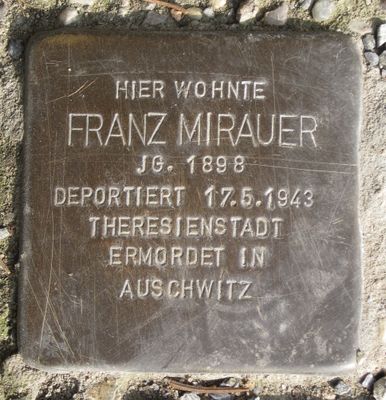 HIER WOHNTE
FRANZ MIRAUER
JG. 1898
DEPORTIERT 17.5.1943
THERESIENSTADT
ERMORDET IN
AUSCHWITZ